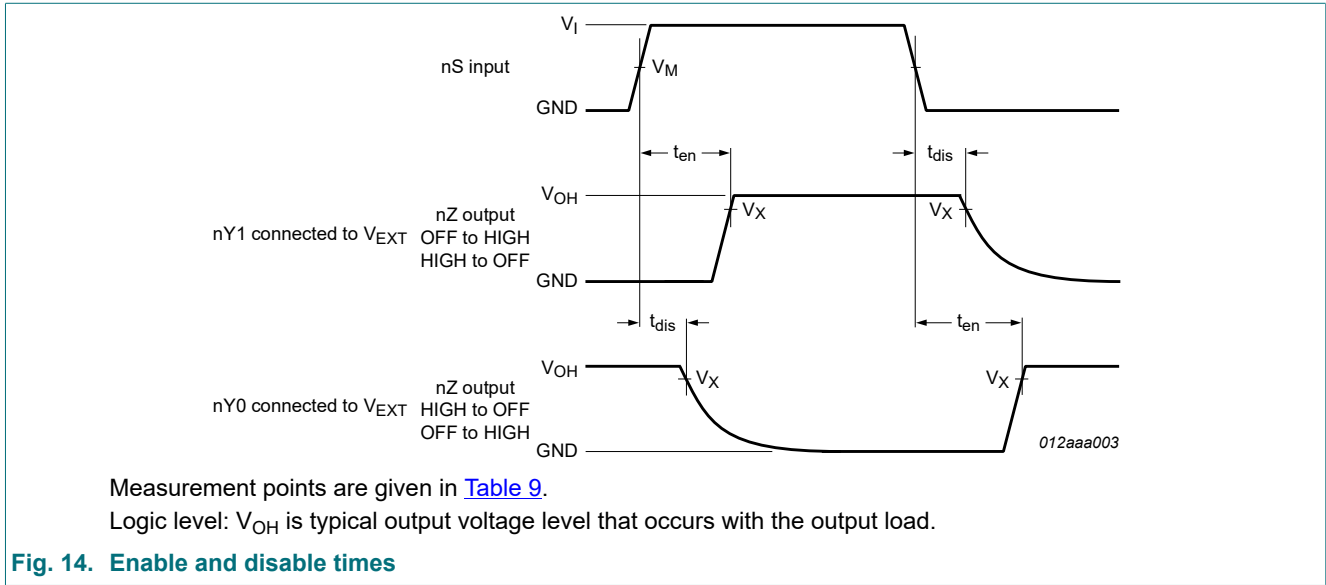 V_I
nS input
V_M
GND
t_en
t_dis
V_OH
nY1 connected to V_EXT
nZ output
OFF to HIGH
HIGH to OFF
V_X
V_X
GND
t_dis
t_en
V_OH
nY0 connected to V_EXT
nZ output
HIGH to OFF
OFF to HIGH
V_X
V_X
GND
012aaa003
Measurement points are given in Table 9.
Logic level: V_OH is typical output voltage level that occurs with the output load.
Fig. 14. Enable and disable times